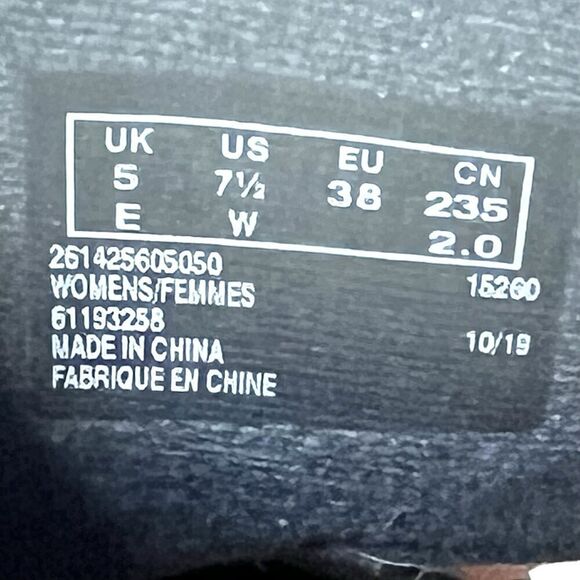 UK US EU CN
5 7½ 38 235
E W 2.0
261425605050 15260
WOMENS/FEMMES
61193258 10/19
MADE IN CHINA
FABRIQUE EN CHINE